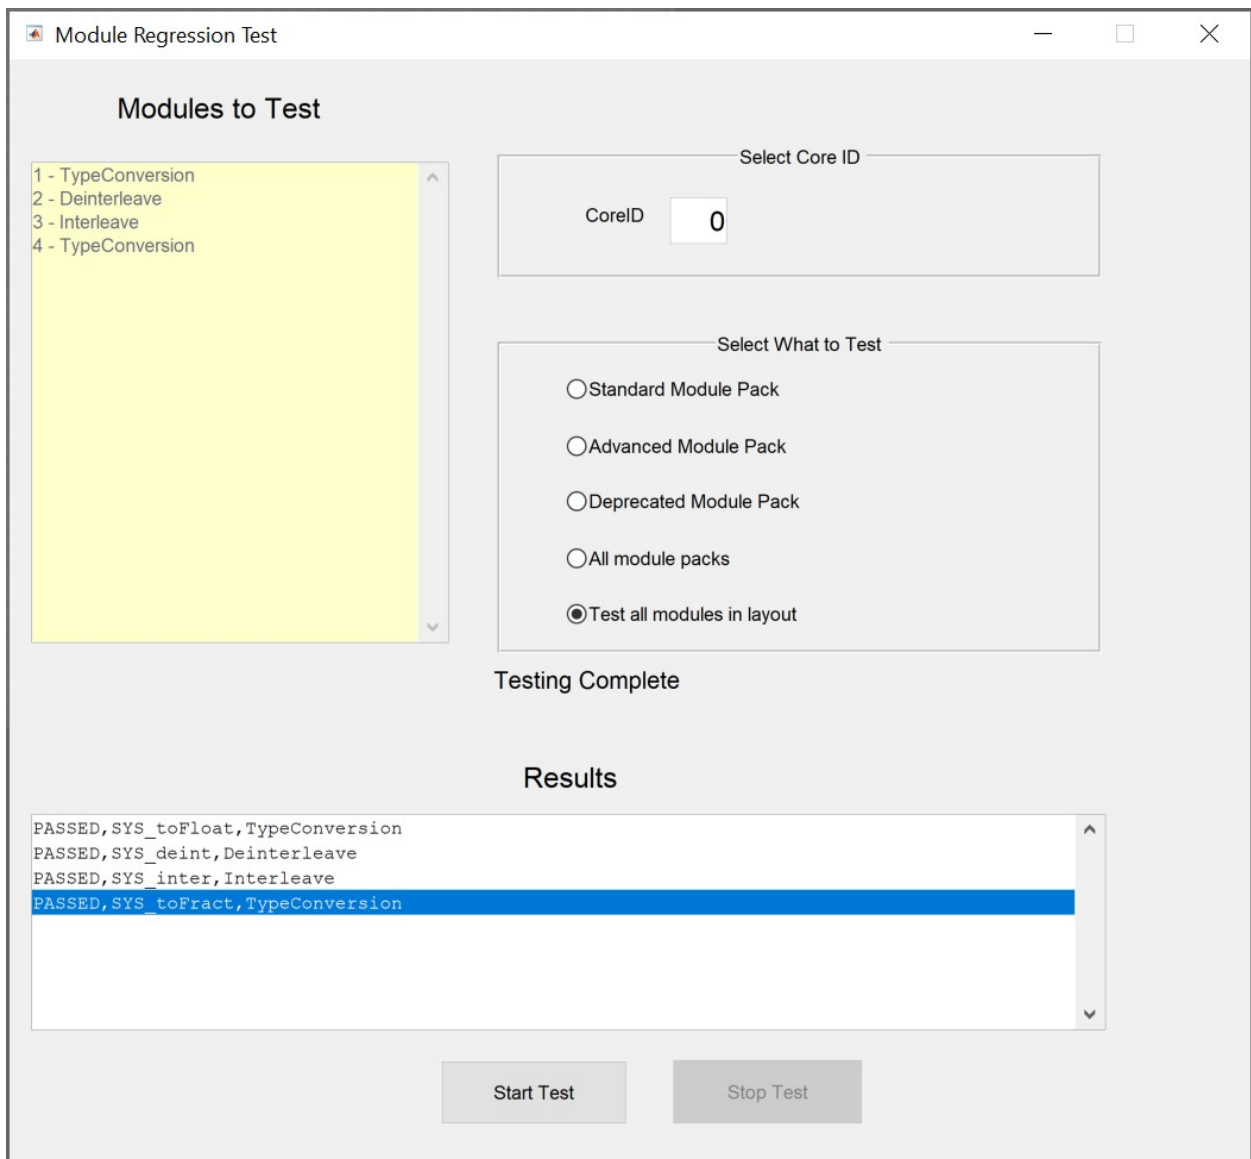 Module Regression Test
Modules to Test
1 - TypeConversion
2 - Deinterleave
3 - Interleave
4 - TypeConversion
Select Core ID
CoreID 0
Select What to Test
Standard Module Pack
Advanced Module Pack
Deprecated Module Pack
All module packs
Test all modules in layout
Testing Complete
Results
PASSED,SYS_toFloat,TypeConversion
PASSED,SYS_deint,Deinterleave
PASSED,SYS_inter,Interleave
PASSED,SYS_toFract,TypeConversion
Start Test Stop Test